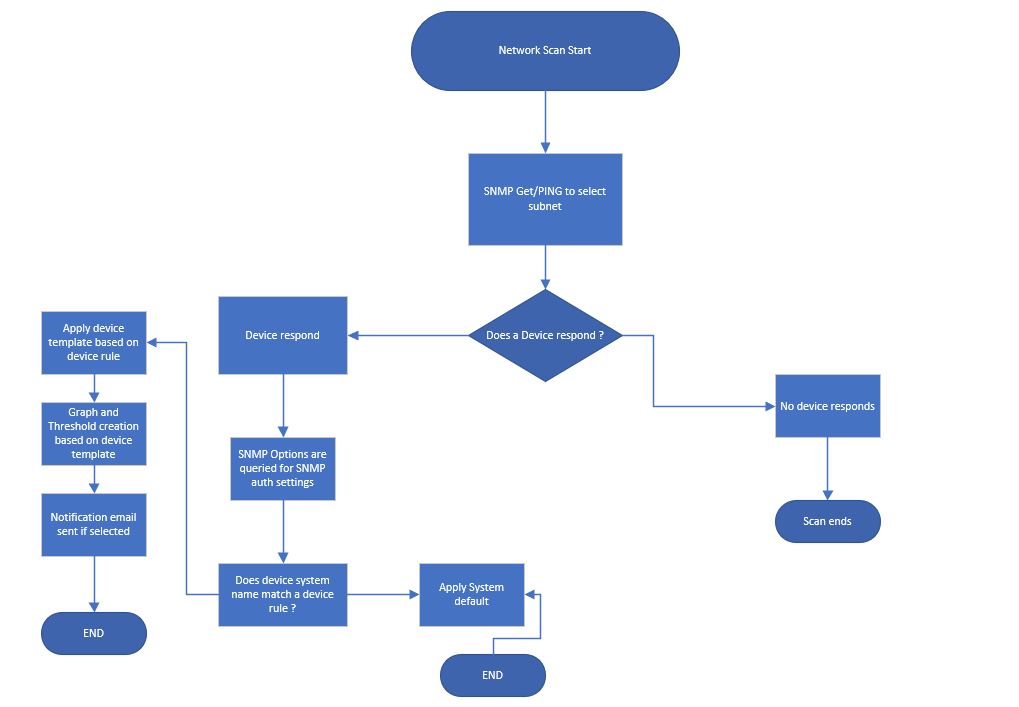 Network Scan Start
SNMP Get/PING to select
subnet
Does a Device respond ?
Device respond
No device responds
Scan ends
SNMP Options are
queried for SNMP
auth settings
Does device system
name match a device
rule ?
Apply device
template based on
device rule
Graph and
Threshold creation
based on device
template
Notification email
sent if selected
END
Apply System
default
END